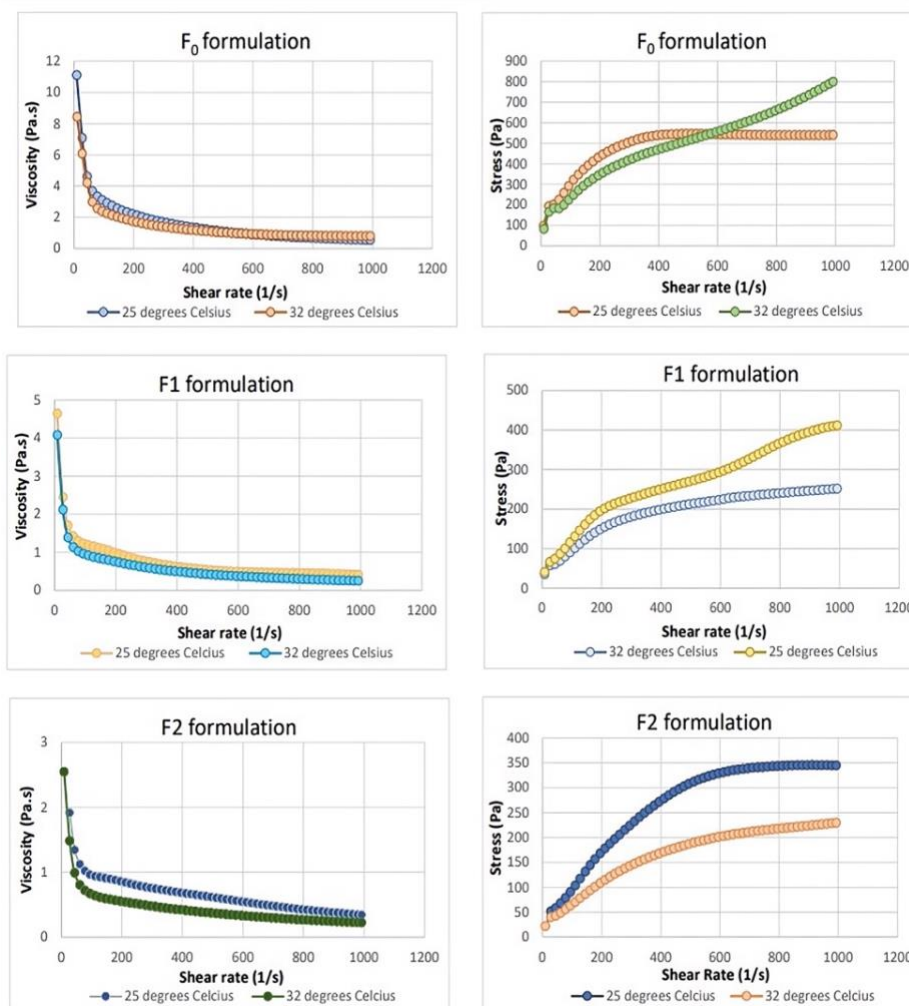 F0 formulation
Viscosity (Pa.s)
12
10
8
6
4
2
0
0 200 400 600 800 1000 1200
Shear rate (1/s)
25 degrees Celsius 32 degrees Celsius
F0 formulation
Stress (Pa)
900
800
700
600
500
400
300
200
100
0
0 200 400 600 800 1000 1200
Shear rate (1/s)
25 degrees Celsius 32 degrees Celsius
F1 formulation
Viscosity (Pa.s)
5
4
3
2
1
0
0 200 400 600 800 1000 1200
Shear rate (1/s)
25 degrees Celcius 32 degrees Celsius
F1 formulation
Stress (Pa)
500
400
300
200
100
0
0 200 400 600 800 1000 1200
Shear rate (1/s)
32 degrees Celsius 25 degrees Celsius
F2 formulation
Viscosity (Pa.s)
3
2
1
0
0 200 400 600 800 1000 1200
Shear rate (1/s)
25 degrees Celcius 32 degrees Celcius
F2 formulation
Stress (Pa)
400
350
300
250
200
150
100
50
0
0 200 400 600 800 1000 1200
Shear Rate (1/s)
25 degrees Celcius 32 degrees Celcius